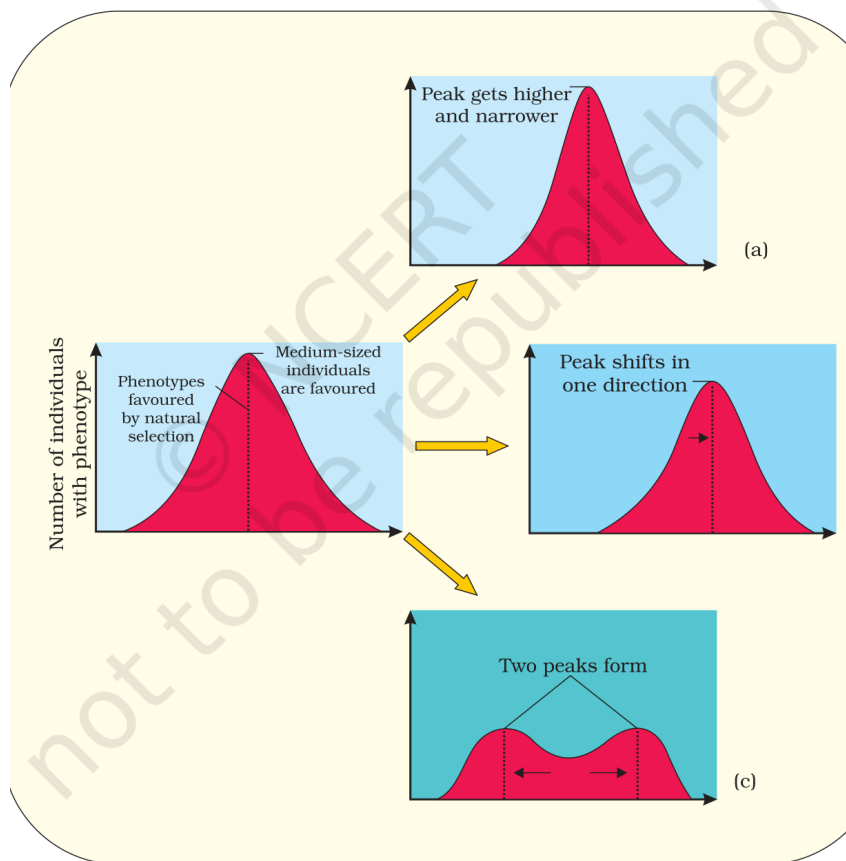 Peak gets higher
and narrower
(a)
Number of individuals
with phenotype
Phenotypes
favoured
by natural
selection
Medium-sized
individuals
are favoured
Peak shifts in
one direction
Two peaks form
(c)
© NCERT
not to be republished